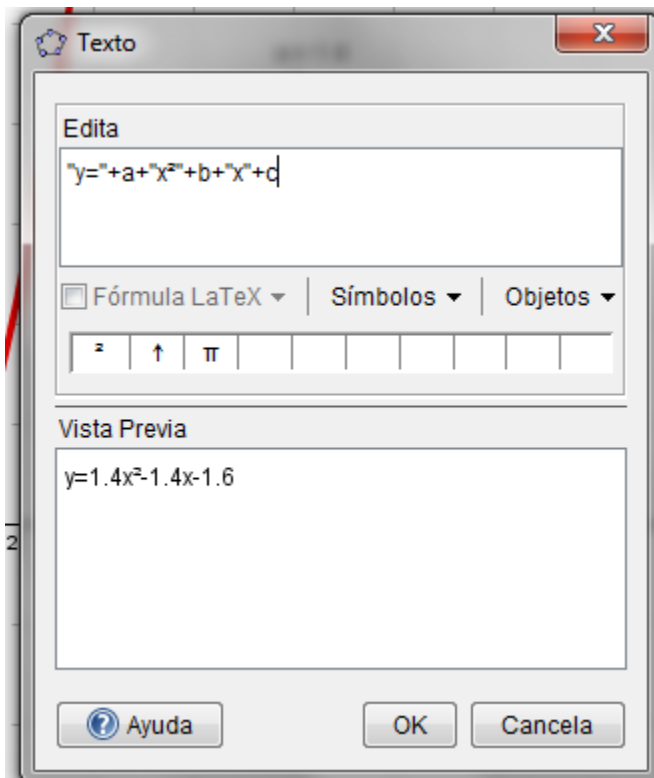 Texto
Edita
"y="+a+"x²"+b+"x"+c
Fórmula LaTeX Símbolos Objetos
² ↑ π
Vista Previa
y=1.4x²-1.4x-1.6
2
Ayuda OK Cancela